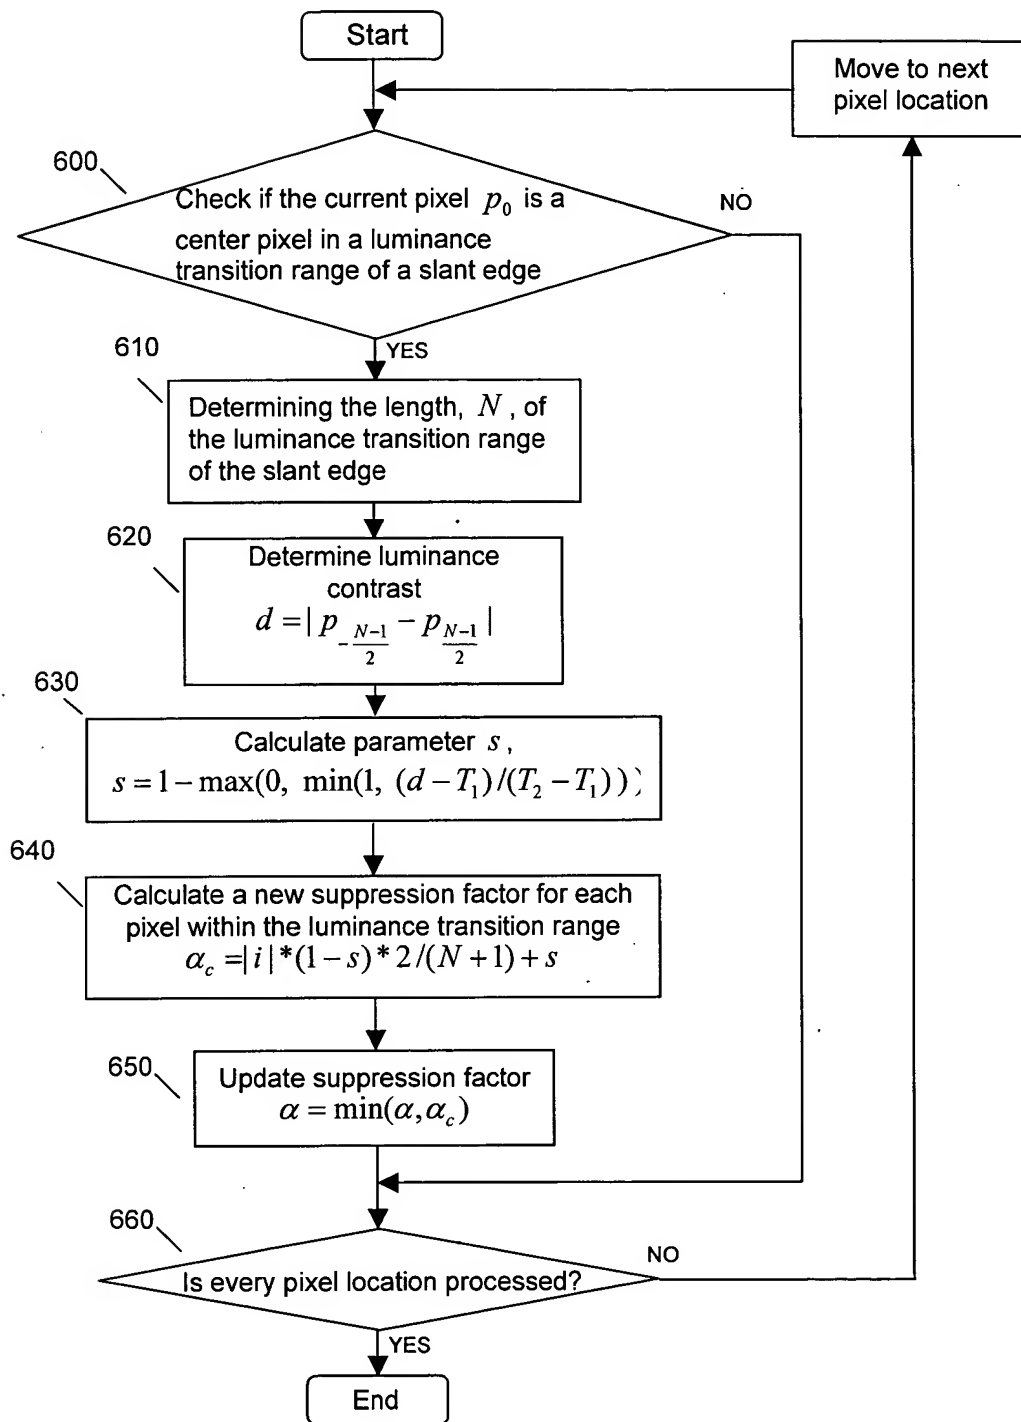 Start
Move to next
pixel location
600
Check if the current pixel p₀ is a
center pixel in a luminance
transition range of a slant edge
NO
YES
610
Determining the length, N , of
the luminance transition range
of the slant edge
620
Determine luminance
contrast
d =| p_{-\frac{N-1}{2}} − p_{\frac{N-1}{2}} |
630
Calculate parameter s ,
s = 1 − max(0, min(1, (d − T₁)/(T₂ − T₁)))
640
Calculate a new suppression factor for each
pixel within the luminance transition range
α_c =| i | *(1 − s) * 2 /(N + 1) + s
650
Update suppression factor
α = min(α, α_c)
660
Is every pixel location processed?
NO
YES
End